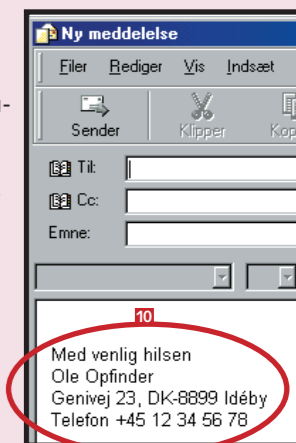 Ny meddelelse
Filer Rediger Vis Indsæt
Sender Klipper
Til:
Cc:
Emne:
10
Med venlig hilsen
Ole Opfinder
Genivej 23, DK-8899 Idéby
Telefon +45 12 34 56 78